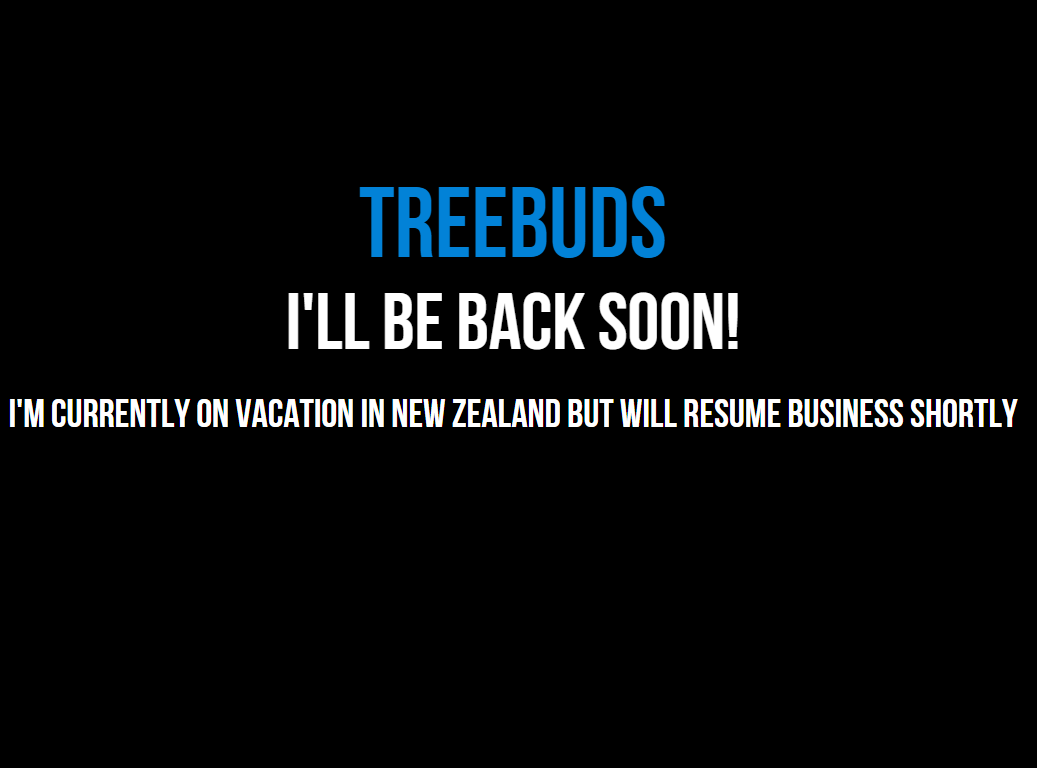 TREEBUDS
I'LL BE BACK SOON!
I'M CURRENTLY ON VACATION IN NEW ZEALAND BUT WILL RESUME BUSINESS SHORTLY